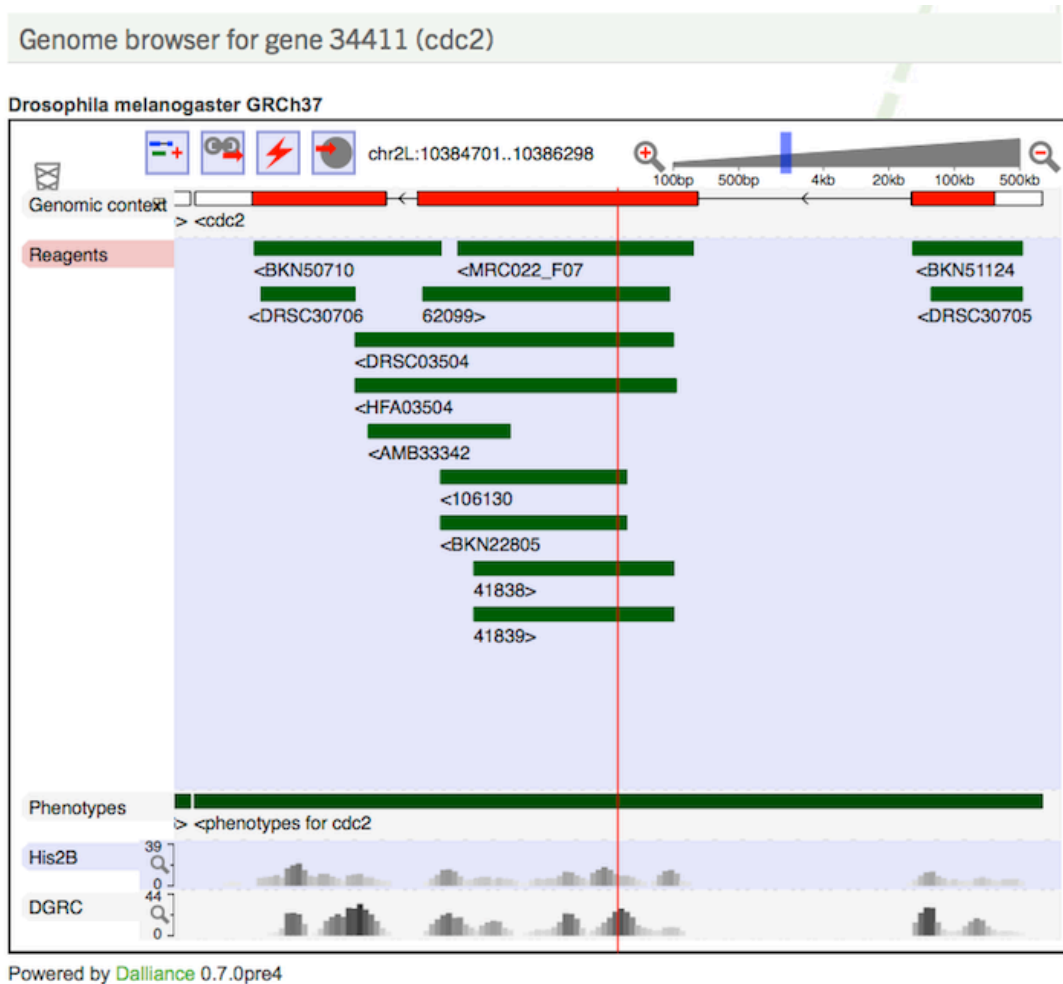 Genome browser for gene 34411 (cdc2)
Drosophila melanogaster GRCh37
chr2L:10384701..10386298
100bp 500bp 4kb 20kb 100kb 500kb
Genomic context
> <cdc2
Reagents
<BKN50710 <MRC022_F07 <BKN51124
<DRSC30706 62099> <DRSC30705
<DRSC03504
<HFA03504
<AMB33342
<106130
<BKN22805
41838>
41839>
Phenotypes
> <phenotypes for cdc2
His2B 39
0
DGRC 44
0
Powered by Dalliance 0.7.0pre4